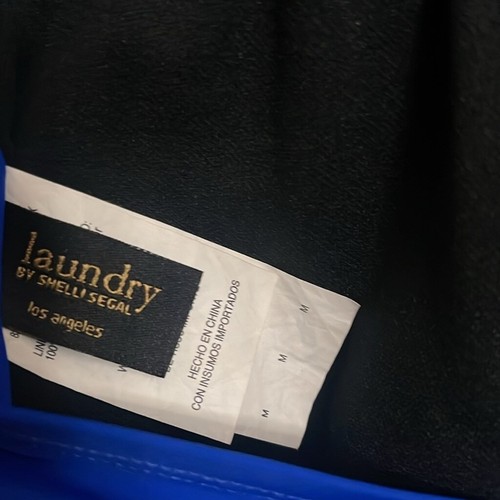 laundry
BY SHELLI SEGAL
los angeles
HECHO EN CHINA
CON INSUMOS IMPORTADOS
M
M
M